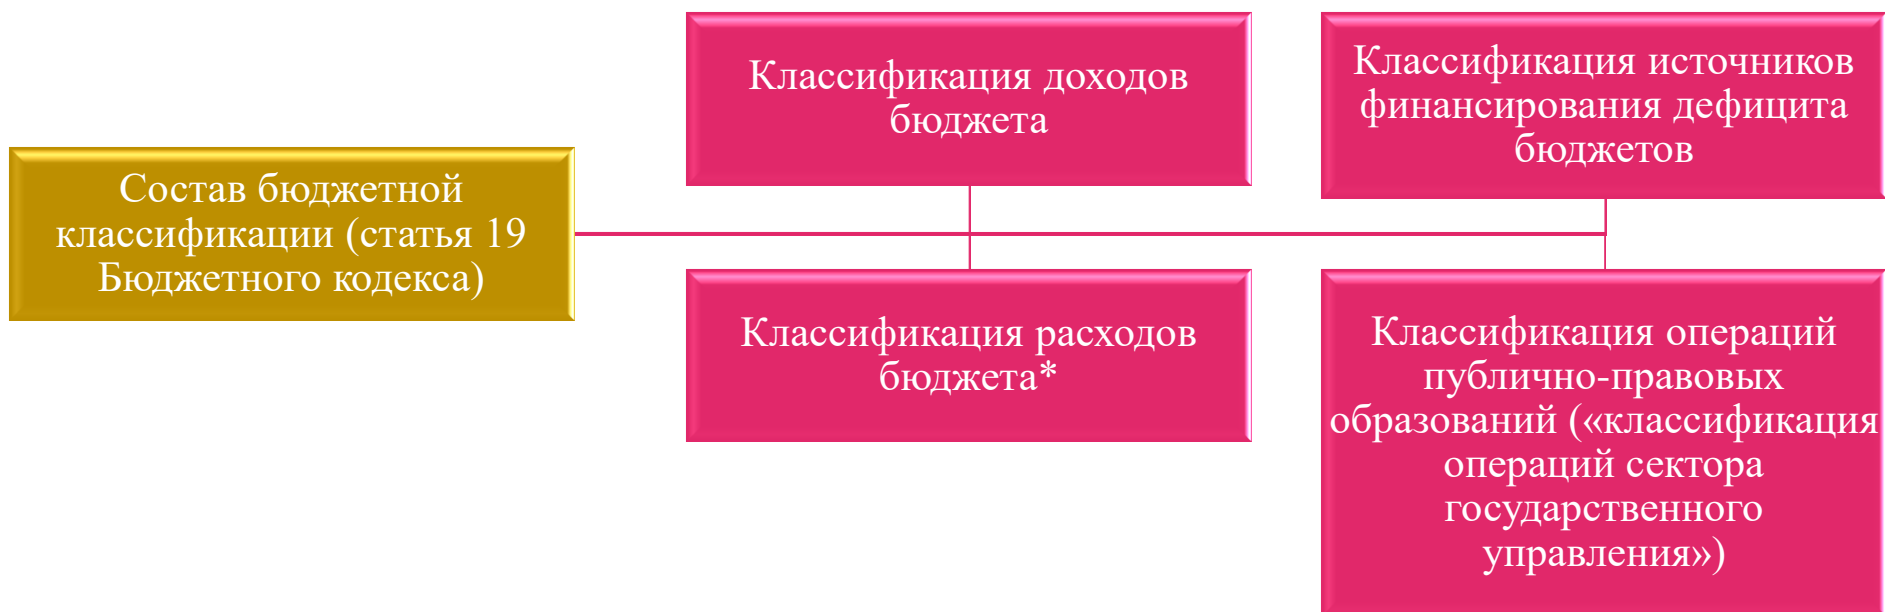 Состав бюджетной
классификации (статья 19
Бюджетного кодекса)
Классификация доходов
бюджета
Классификация расходов
бюджета*
Классификация источников
финансирования дефицита
бюджетов
Классификация операций
публично-правовых
образований («классификация
операций сектора
государственного
управления»)